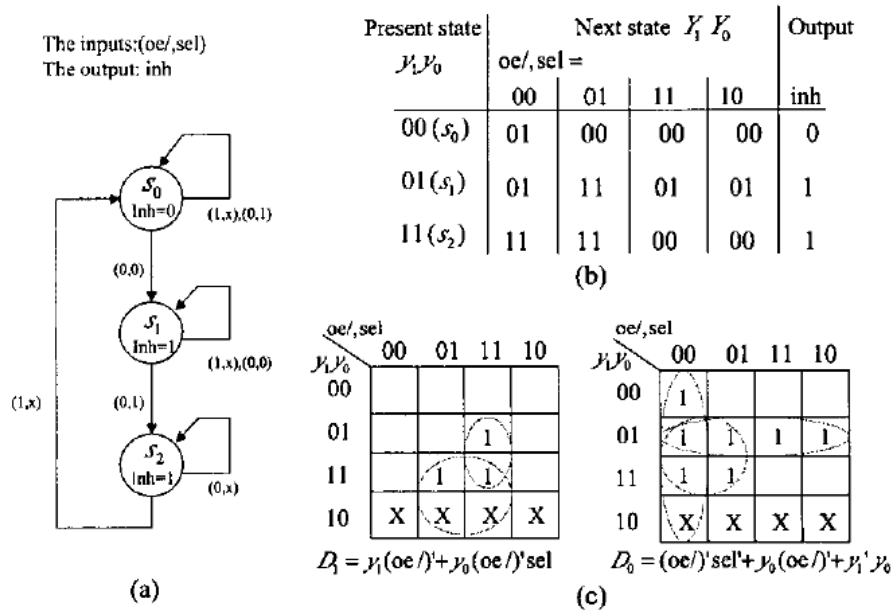 The inputs:(oe/,sel)
The output: inh
S₀
Inh=0
(1,x),(0,1)
(0,0)
S₁
Inh=1
(1,x),(0,0)
(1,x)
(0,1)
S₂
Inh=1
(0,x)
(a)
Present state Next state Y₁ Y₀ Output
y₁y₀ oe/,sel =
00 01 11 10 inh
00 (s₀) 01 00 00 00 0
01 (s₁) 01 11 01 01 1
11 (s₂) 11 11 00 00 1
(b)
oe/,sel
y₁y₀ 00 01 11 10
00
01 1
11 1 1
10 X X X X
D₁ = y₁(oe/)'+ y₀(oe/)'sel
oe/,sel
y₁y₀ 00 01 11 10
00 1
01 1 1 1 1
11 1 1
10 X X X X
D₀ = (oe/)'sel'+ y₀(oe/)'+ y₁' y₀
(c)